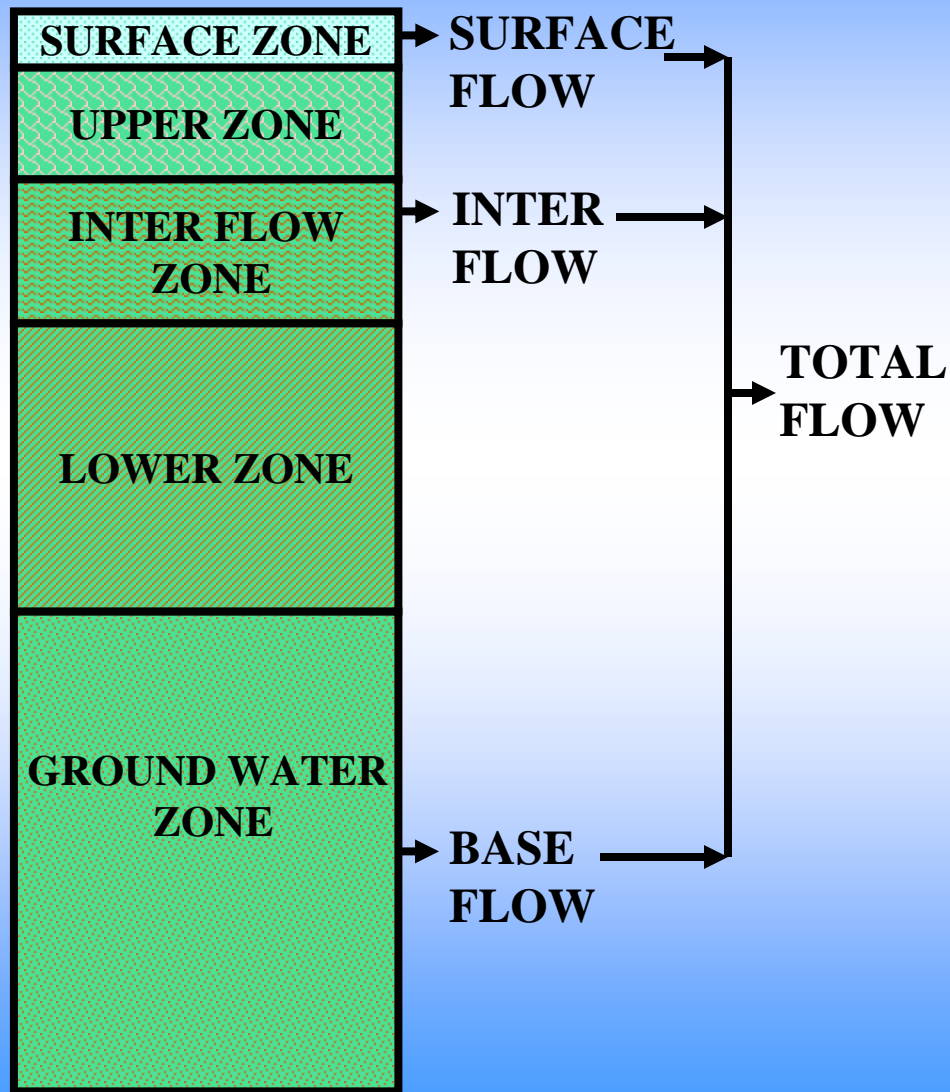 SURFACE ZONE
SURFACE
FLOW
UPPER ZONE
INTER FLOW
ZONE
INTER
FLOW
TOTAL
FLOW
LOWER ZONE
GROUND WATER
ZONE
BASE
FLOW